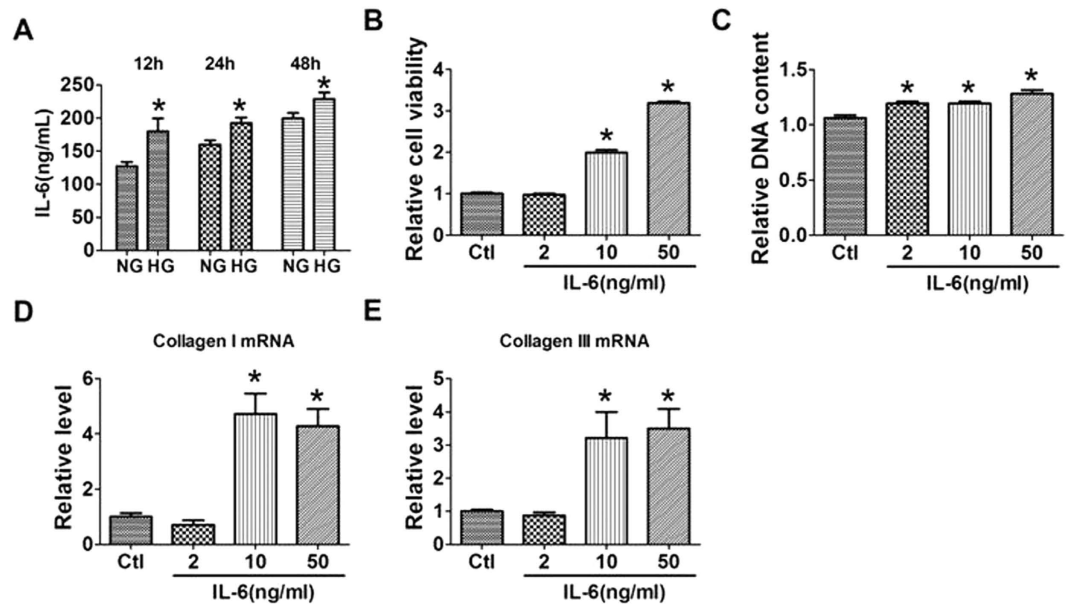 A
12h 24h 48h
* * *
IL-6(ng/mL)
250
200
150
100
50
0
NG HG NG HG NG HG
B
Relative cell viability
4
3
2
1
0
* *
Ctl 2 10 50
IL-6(ng/ml)
C
Relative DNA content
1.5
1.0
0.5
0.0
* * *
Ctl 2 10 50
IL-6(ng/ml)
D
Collagen I mRNA
Relative level
6
4
2
0
* *
Ctl 2 10 50
IL-6(ng/ml)
E
Collagen III mRNA
Relative level
5
4
3
2
1
0
* *
Ctl 2 10 50
IL-6(ng/ml)